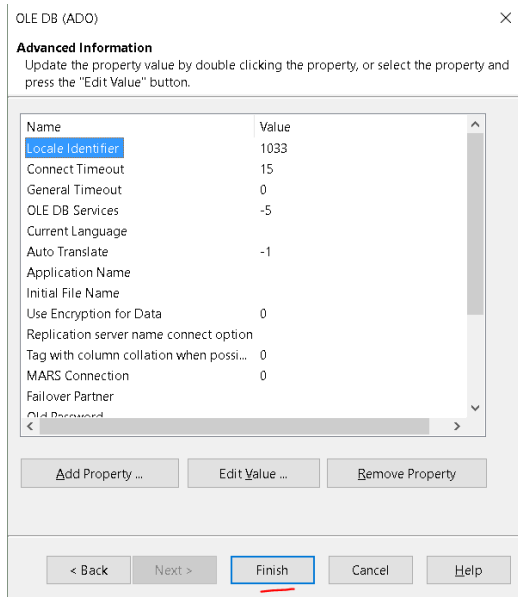 OLE DB (ADO)
Advanced Information
Update the property value by double clicking the property, or select the property and
press the "Edit Value" button.
Name Value
Locale Identifier 1033
Connect Timeout 15
General Timeout 0
OLE DB Services -5
Current Language
Auto Translate -1
Application Name
Initial File Name
Use Encryption for Data 0
Replication server name connect option
Tag with column collation when possi... 0
MARS Connection 0
Failover Partner
Old Password
Add Property ... Edit Value ... Remove Property
< Back Next > Finish Cancel Help